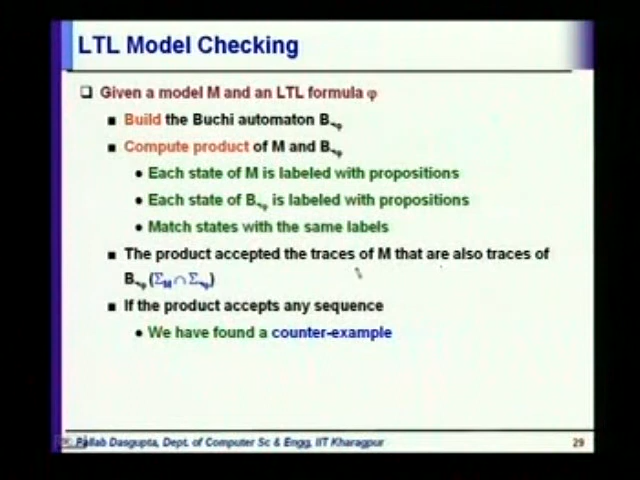 LTL Model Checking
❑ Given a model M and an LTL formula φ
▪ Build the Buchi automaton B¬φ
▪ Compute product of M and B¬φ
• Each state of M is labeled with propositions
• Each state of B¬φ is labeled with propositions
• Match states with the same labels
▪ The product accepted the traces of M that are also traces of
B¬φ (ΣM ∩ Σ¬φ)
▪ If the product accepts any sequence
• We have found a counter-example
Pallab Dasgupta, Dept. of Computer Sc & Engg, IIT Kharagpur
29